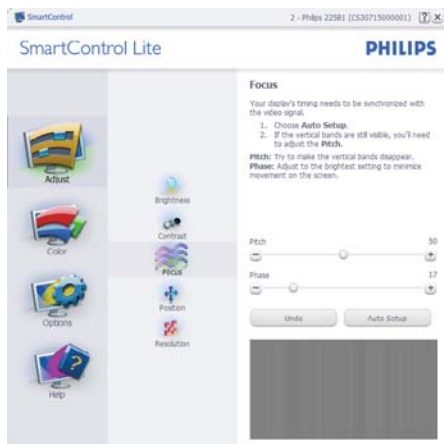 SmartControl
2 - Philips 225B1 (CS30715000001)
SmartControl Lite
PHILIPS
Adjust
Color
Options
Help
Brightness
Contrast
Focus
Position
Resolution
Focus
Your display's timing needs to be synchronized with
the video signal.
1. Choose Auto Setup.
2. If the vertical bands are still visible, you'll need
to adjust the Pitch.
Pitch: Try to make the vertical bands disappear.
Phase: Adjust to the brightest setting to minimize
movement on the screen.
Pitch 50
Phase 17
Undo Auto Setup